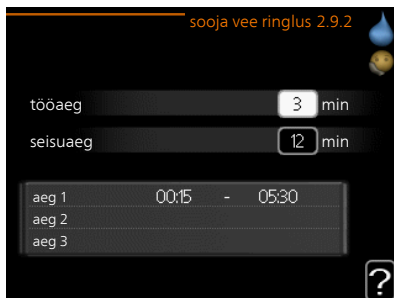 sooja vee ringlus 2.9.2
tööaeg 3 min
seisuaeg 12 min
aeg 1 00:15 - 05:30
aeg 2
aeg 3
?